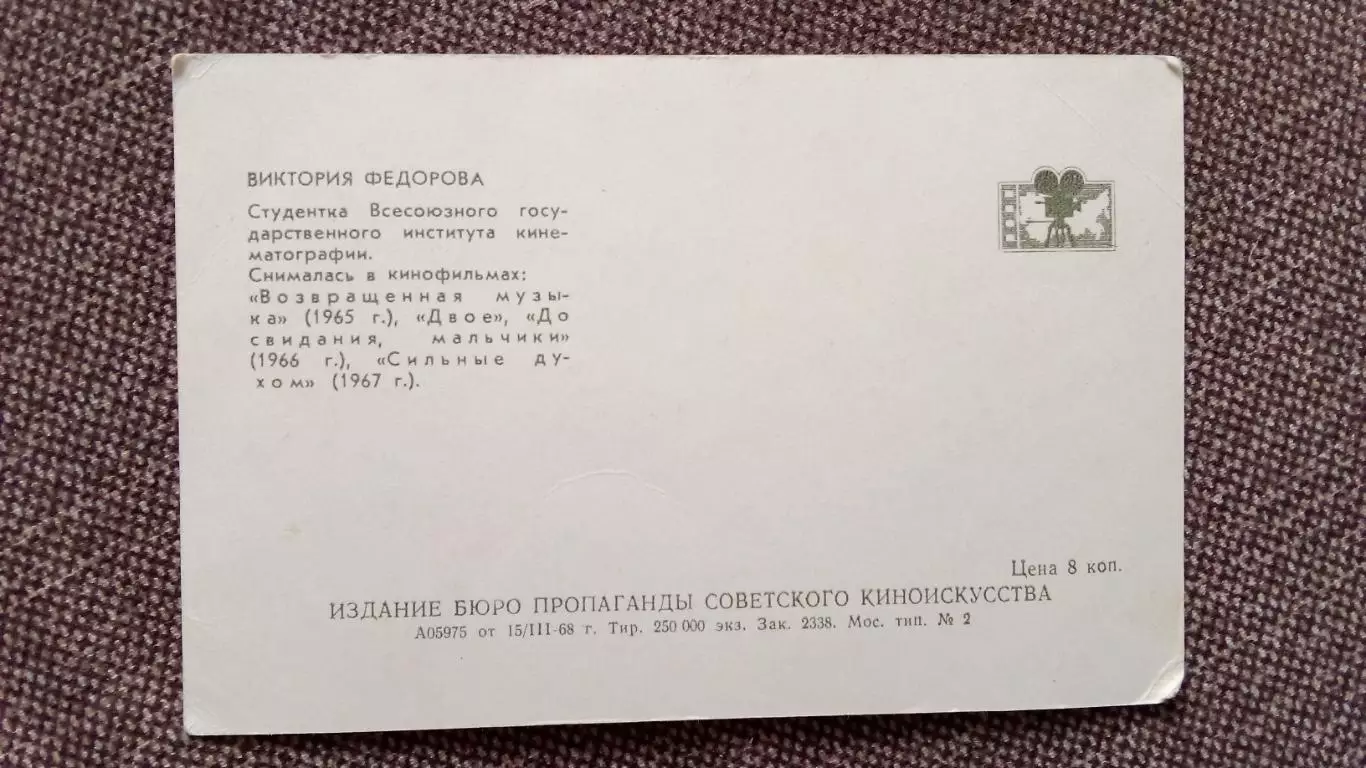 ВИКТОРИЯ ФЕДОРОВА
Студентка Всесоюзного госу-
дарственного института кине-
матографии.
Снималась в кинофильмах:
«Возвращенная музы-
ка» (1965 г.), «Двое», «До
свидания, мальчики»
(1966 г.), «Сильные ду-
хом» (1967 г.).
Цена 8 коп.
ИЗДАНИЕ БЮРО ПРОПАГАНДЫ СОВЕТСКОГО КИНОИСКУССТВА
А05975 от 15/III-68 г. Тир. 250 000 экз. Зак. 2338. Мос. тип. № 2